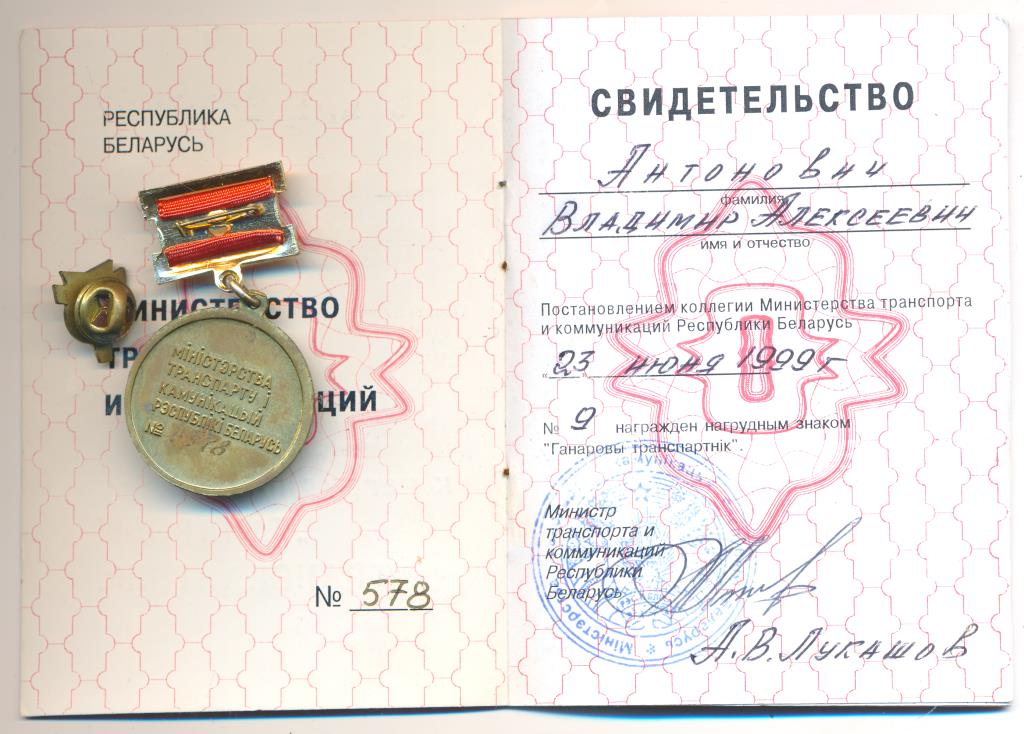 РЕСПУБЛИКА
БЕЛАРУСЬ
МІНІСТЭРСТВА
ТРАНСПАРТУ І
КАМУНІКАЦЫЙ
РЭСПУБЛІКІ БЕЛАРУСЬ
№
№ 578
СВИДЕТЕЛЬСТВО
Антонович
фамилия
Владимир Алексеевич
имя и отчество
Постановлением коллегии Министерства транспорта
и коммуникаций Республики Беларусь
"23 июня 1999 г
№ 9 награжден нагрудным знаком
"Ганаровы транспартнік".
Министр
транспорта и
коммуникаций
Республики
Беларусь
А.В. Лукашов